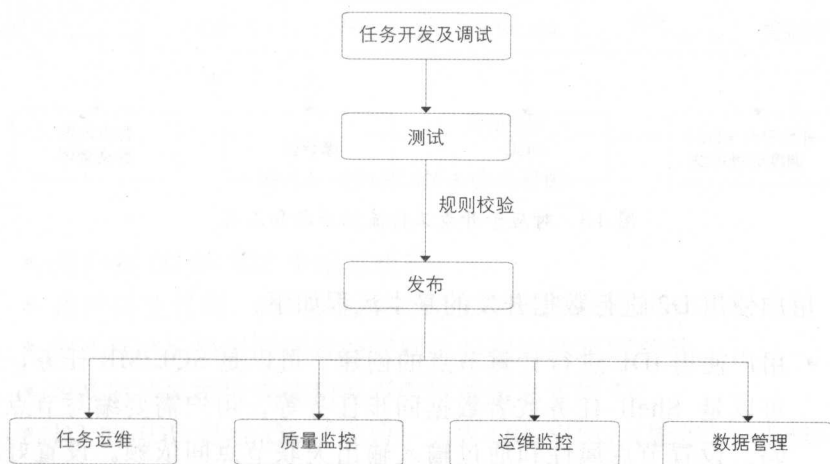 任务开发及调试
测试
规则校验
发布
任务运维
质量监控
运维监控
数据管理